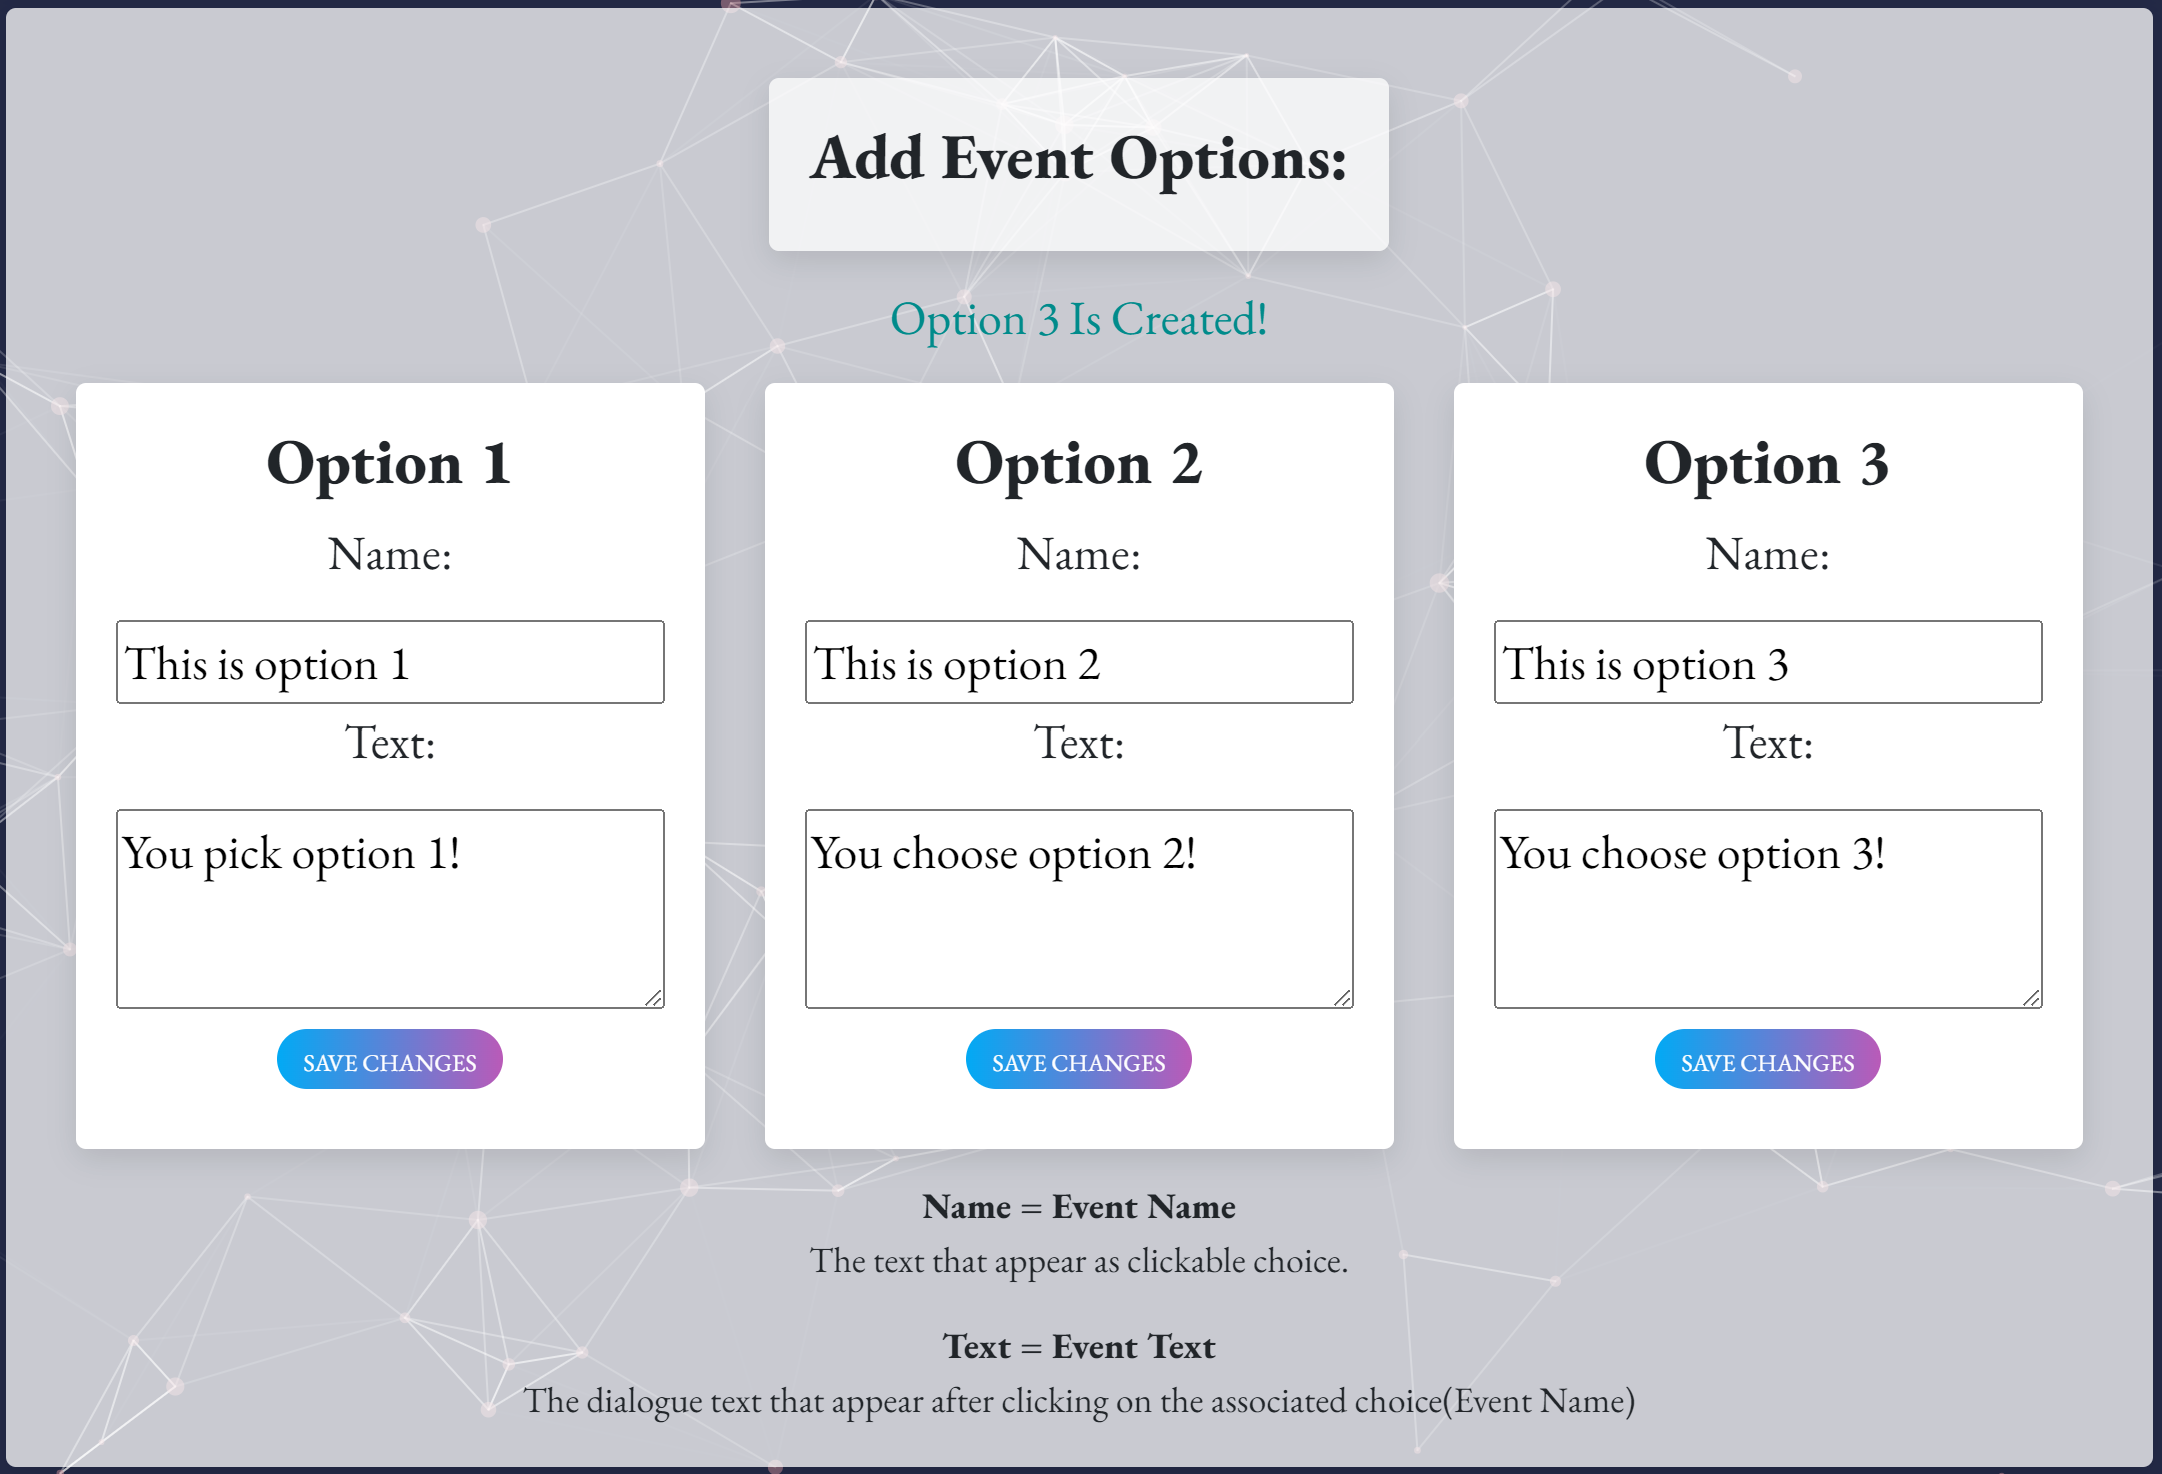 Add Event Options:
Option 3 Is Created!
Option 1
Name:
This is option 1
Text:
You pick option 1!
SAVE CHANGES
Option 2
Name:
This is option 2
Text:
You choose option 2!
SAVE CHANGES
Option 3
Name:
This is option 3
Text:
You choose option 3!
SAVE CHANGES
Name = Event Name
The text that appear as clickable choice.
Text = Event Text
The dialogue text that appear after clicking on the associated choice(Event Name)